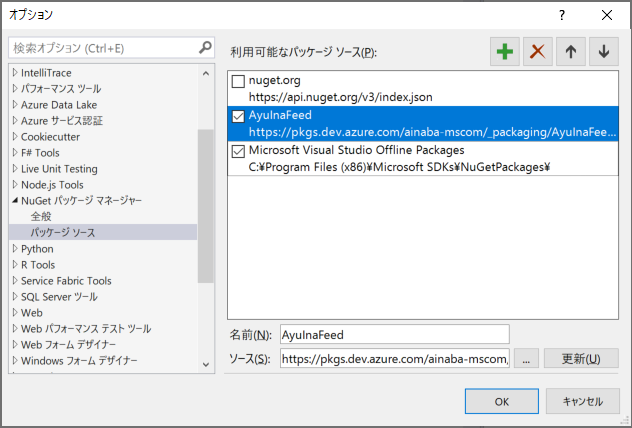 オプション
?
検索オプション (Ctrl+E)
IntelliTrace
パフォーマンス ツール
Azure Data Lake
Azure サービス認証
Cookiecutter
F# Tools
Live Unit Testing
Node.js Tools
NuGet パッケージ マネージャー
全般
パッケージ ソース
Python
R Tools
Service Fabric Tools
SQL Server ツール
Web
Web パフォーマンス テスト ツール
Web フォーム デザイナー
Windows フォーム デザイナー
利用可能なパッケージ ソース(P):
nuget.org
https://api.nuget.org/v3/index.json
AyuInaFeed
https://pkgs.dev.azure.com/ainaba-mscom/_packaging/AyuInaFee...
Microsoft Visual Studio Offline Packages
C:¥Program Files (x86)¥Microsoft SDKs¥NuGetPackages¥
名前(N): AyuInaFeed
ソース(S): https://pkgs.dev.azure.com/ainaba-mscom, ... 更新(U)
OK キャンセル